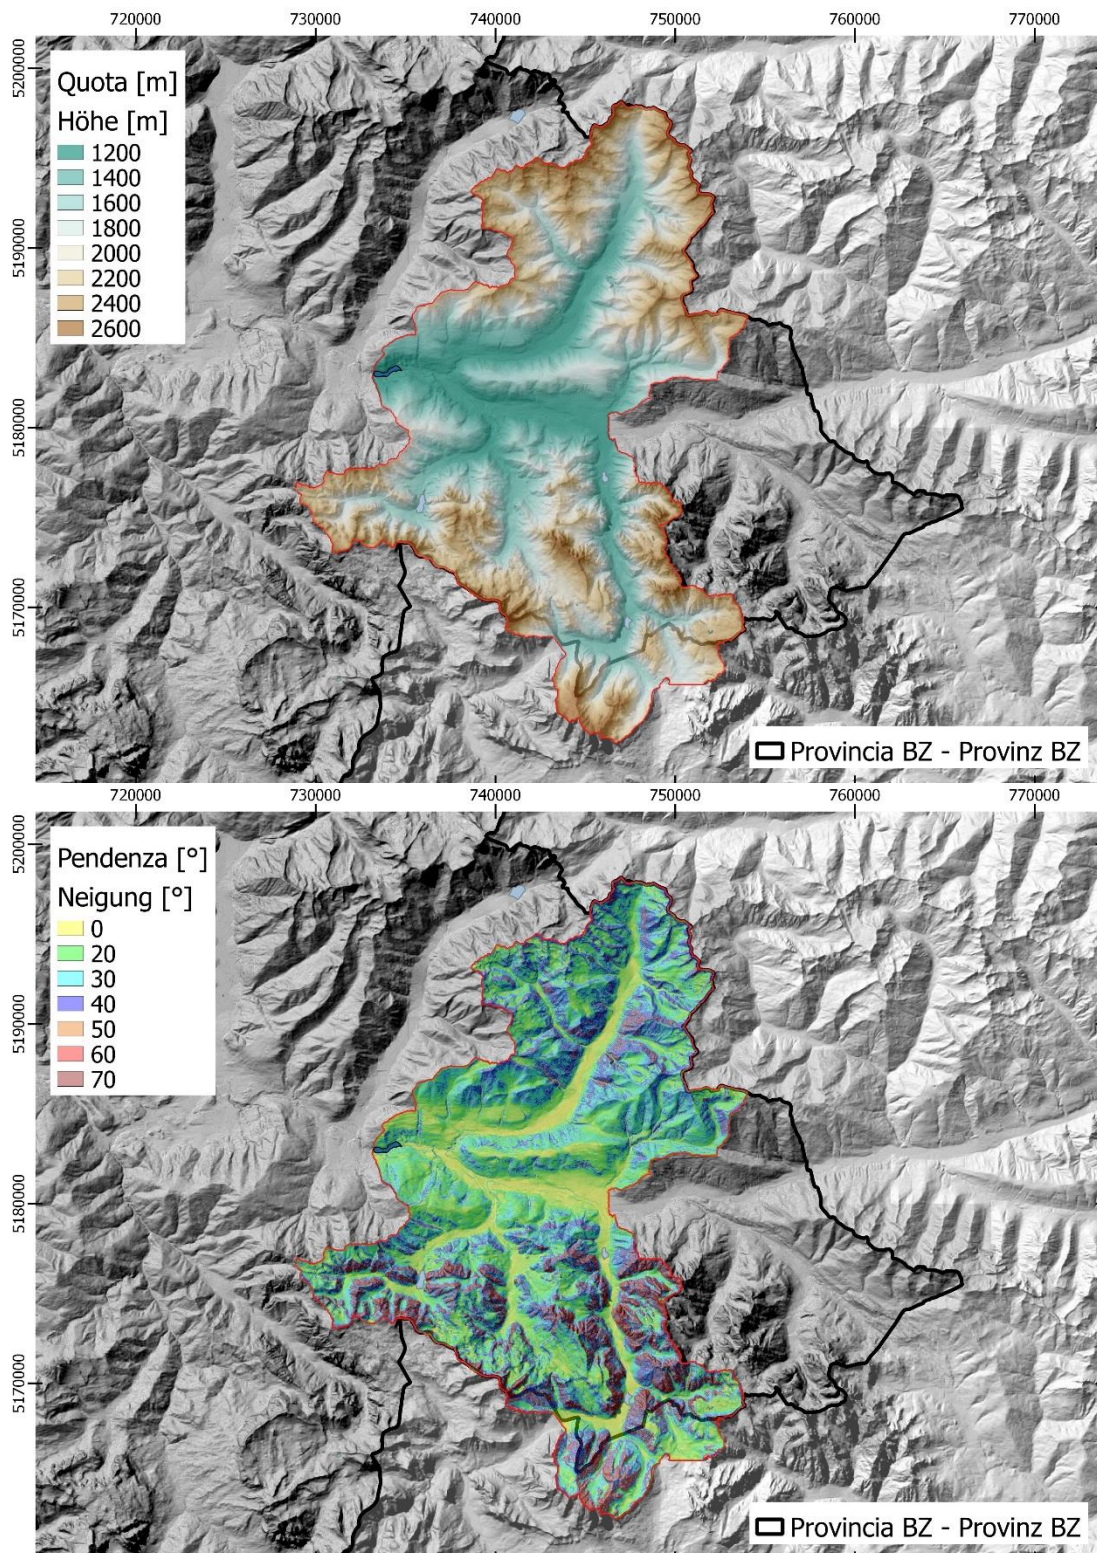 720000 730000 740000 750000 760000 770000
5200000
5190000
5180000
5170000
Quota [m]
Höhe [m]
1200
1400
1600
1800
2000
2200
2400
2600
Provincia BZ - Provinz BZ
720000 730000 740000 750000 760000 770000
5200000
5190000
5180000
5170000
Pendenza [°]
Neigung [°]
0
20
30
40
50
60
70
Provincia BZ - Provinz BZ